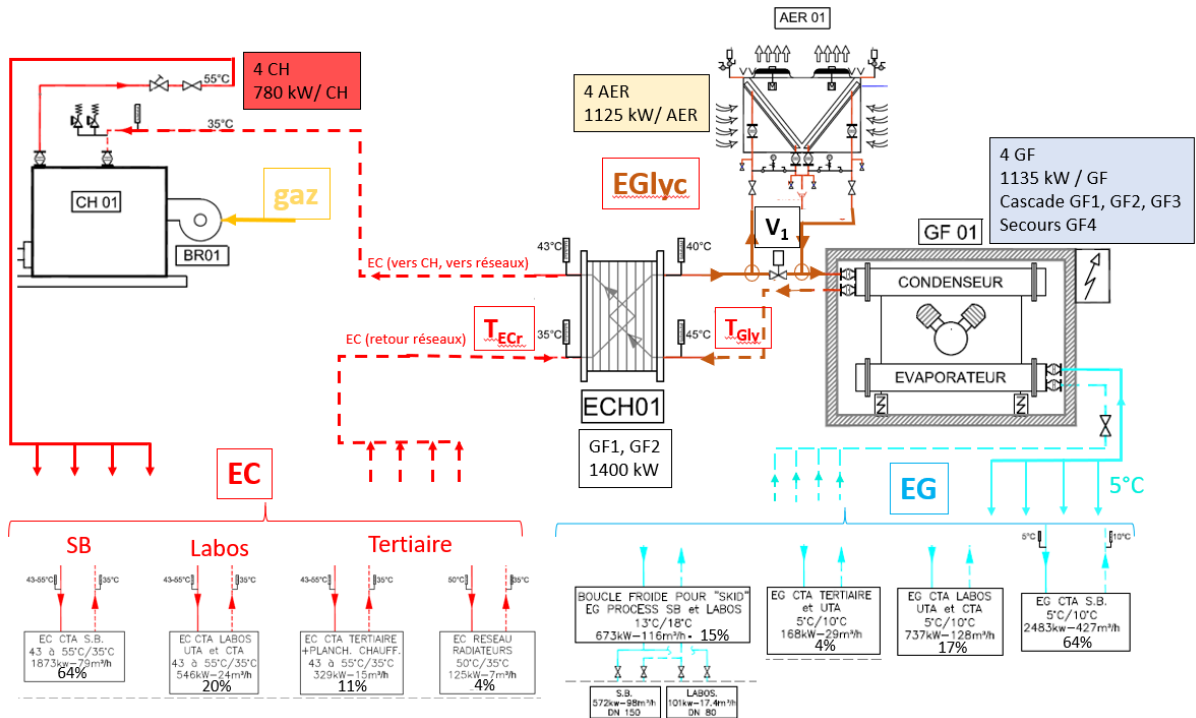 AER 01
4 CH
780 kW/ CH
55°C
35°C
4 AER
1125 kW/ AER
4 GF
1135 kW / GF
Cascade GF1, GF2, GF3
Secours GF4
EGlyc
gaz
CH 01
BR01
V1
GF 01
43°C
40°C
EC (vers CH, vers réseaux)
CONDENSEUR
TECr
TGly
EC (retour réseaux)
35°C
45°C
EVAPORATEUR
ECH01
GF1, GF2
1400 kW
EC
EG
5°C
SB
Labos
Tertiaire
43-55°C
35°C
43-55°C
35°C
43-55°C
35°C
50°C
35°C
5°C
10°C
EC CTA S.B.
43 à 55°C/35°C
1873kw-79m³/h
64%
EC CTA LABOS
UTA et CTA
43 à 55°C/35°C
546kW-24m³/h
20%
EC CTA TERTIAIRE
+PLANCH. CHAUFF.
43 à 55°C/35°C
329kW-15m³/h
11%
EC RESEAU
RADIATEURS
50°C/35°C
125kW-7m³/h
4%
BOUCLE FROIDE POUR "SKID"
EG PROCESS SB et LABOS
13°C/18°C
673kW-116m³/h - 15%
S.B.
572kw-98m³/h
DN 150
LABOS.
101kw-17.4m³/h
DN 80
EG CTA TERTIAIRE
et UTA
5°C/10°C
168kW-29m³/h
4%
EG CTA LABOS
UTA et CTA
5°C/10°C
737kW-128m³/h
17%
EG CTA S.B.
5°C/10°C
2483kW-427m³/h
64%